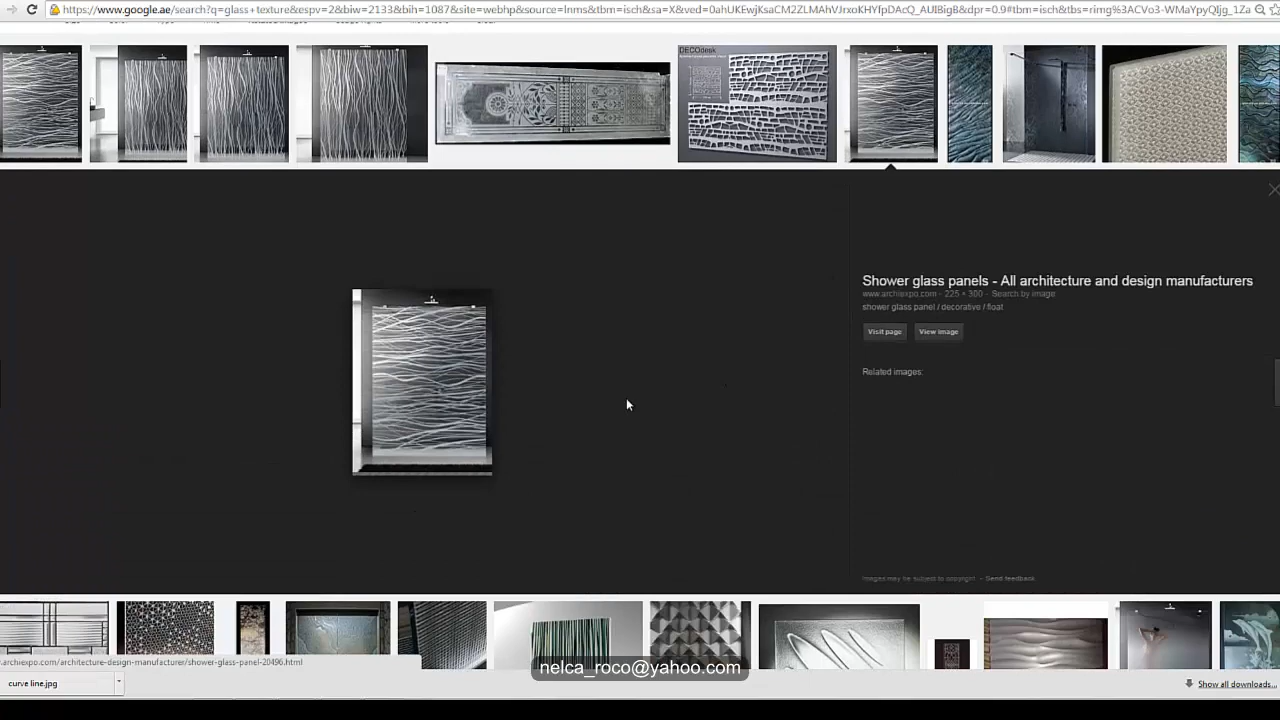 https://www.google.ae/search?q=glass+texture&espv=2&biw=2133&bih=1087&site=webhp&source=lnms&tbm=isch&sa=X&ved=0ahUKEwjKsaCM2ZLMAhVJrxoKHYfpDAcQ_AUIBigB&dpr=0.9#tbm=isch&tbs=rimg%3ACVo3-WMaYpyQIjg_1Za
DECOdesk
Shower glass panels - All architecture and design manufacturers
www.archiexpo.com - 225 × 300 - Search by image
shower glass panel / decorative / float
Visit page
View image
Related images:
Images may be subject to copyright. - Send feedback
.archiexpo.com/architecture-design-manufacturer/shower-glass-panel-20496.html
nelca_roco@yahoo.com
curve line.jpg
Show all downloads...